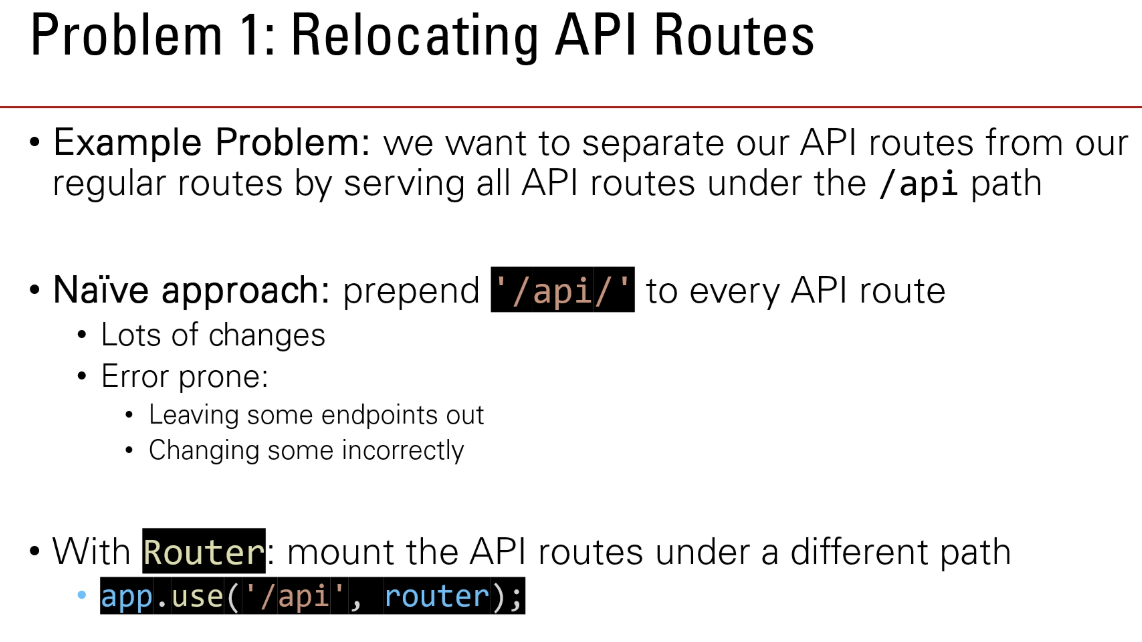 Problem 1: Relocating API Routes
• Example Problem: we want to separate our API routes from our
regular routes by serving all API routes under the /api path
• Naïve approach: prepend '/api/' to every API route
• Lots of changes
• Error prone:
• Leaving some endpoints out
• Changing some incorrectly
• With Router: mount the API routes under a different path
• app.use('/api', router);